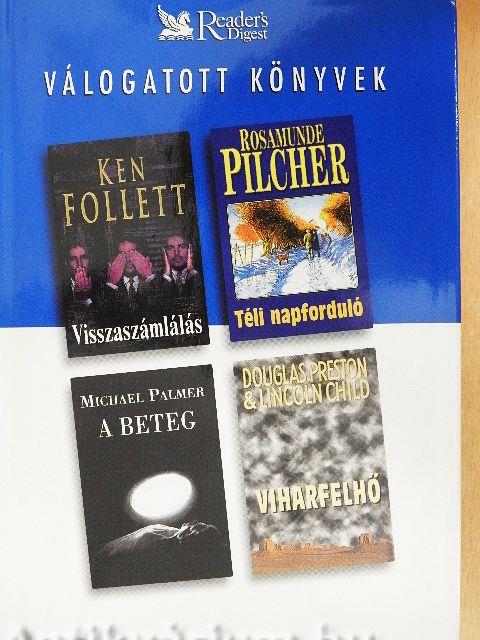 Reader's
Digest
VÁLOGATOTT KÖNYVEK
KEN
FOLLETT
Visszaszámlálás
ROSAMUNDE
PILCHER
Téli napforduló
MICHAEL PALMER
A BETEG
DOUGLAS PRESTON
& LINCOLN CHILD
VIHARFELHŐ